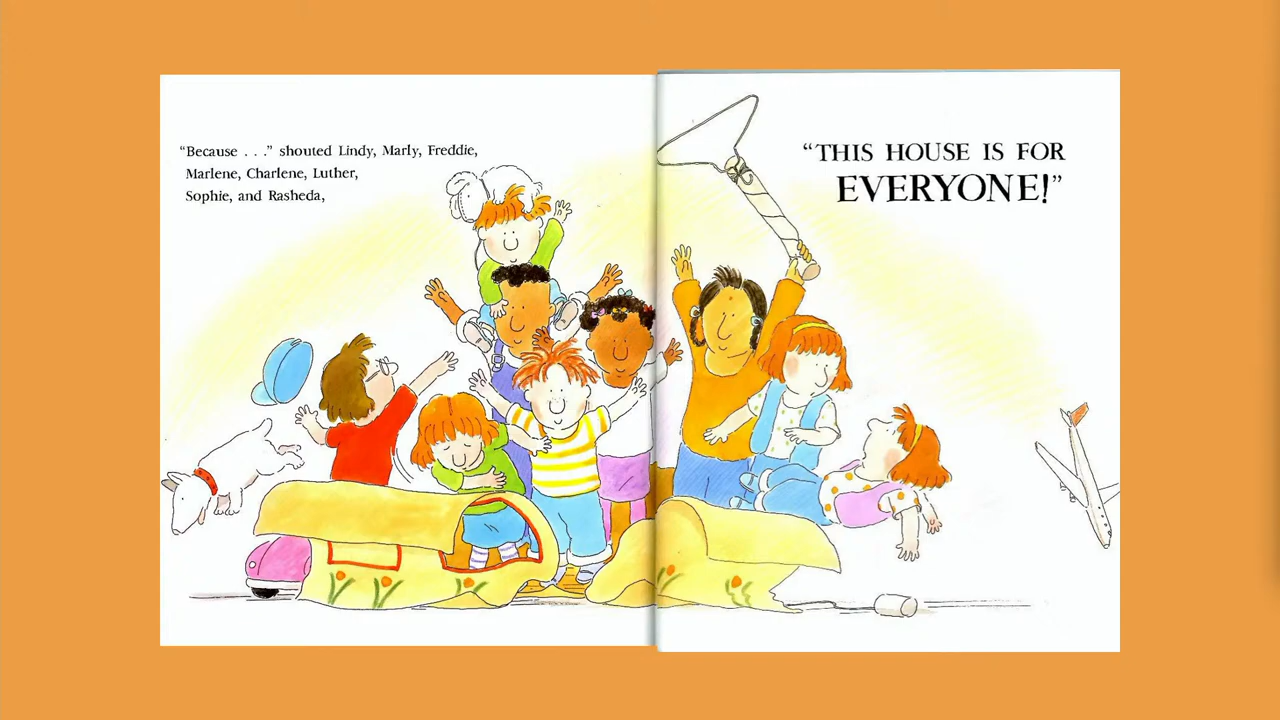 “Because . . .” shouted Lindy, Marly, Freddie,
Marlene, Charlene, Luther,
Sophie, and Rasheda,
“THIS HOUSE IS FOR
EVERYONE!”